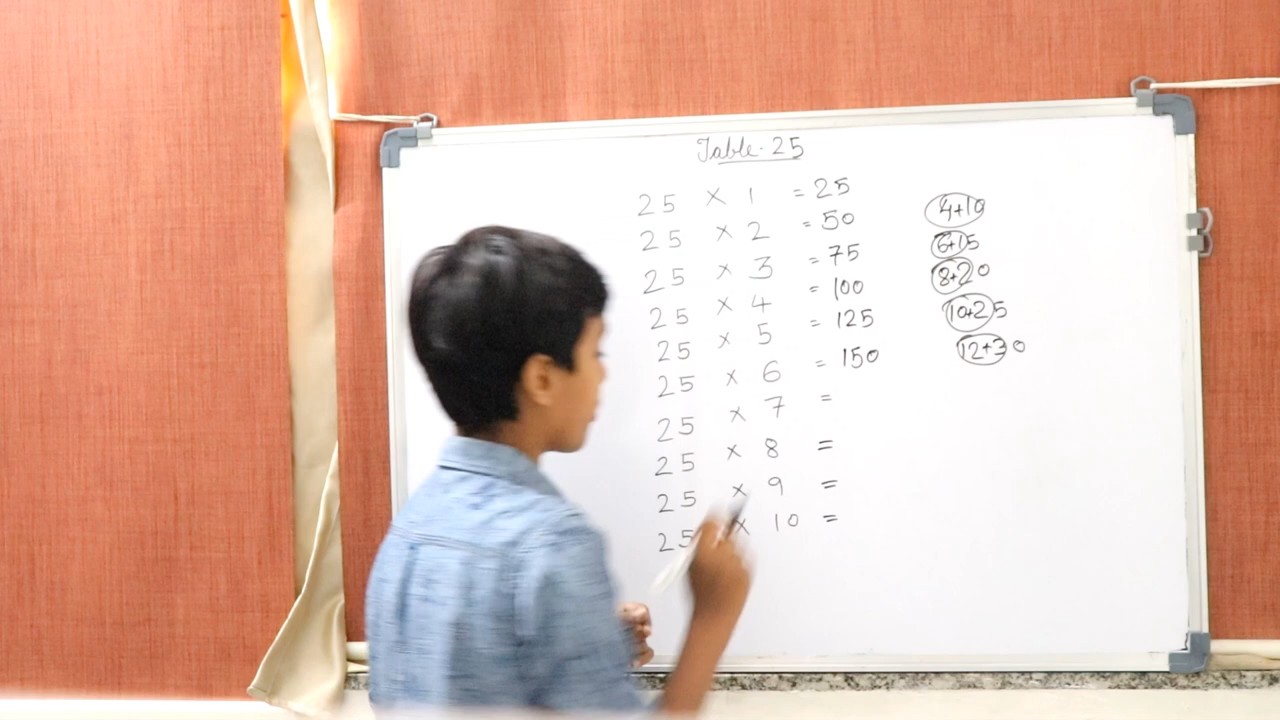 Table. 25
25 × 1 = 25
25 × 2 = 50 4+10
25 × 3 = 75 6+15
25 × 4 = 100 8+20
25 × 5 = 125 10+25
25 × 6 = 150 12+30
25 × 7 =
25 × 8 =
25 × 9 =
25 × 10 =